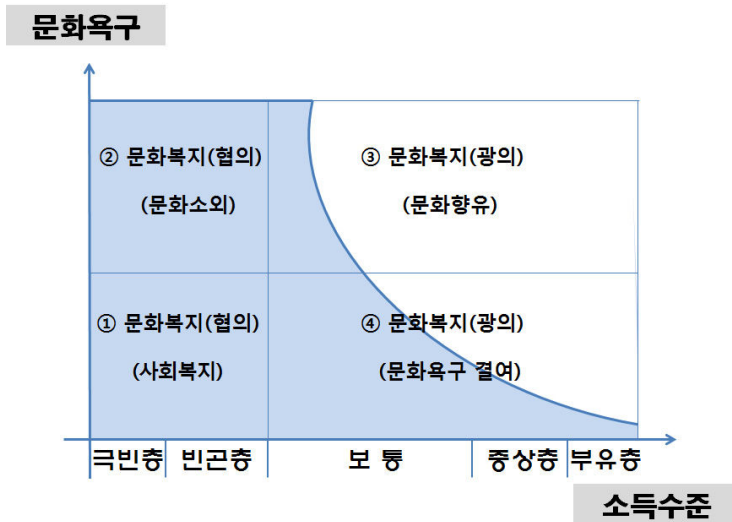 문화욕구
② 문화복지(협의)
(문화소외)
③ 문화복지(광의)
(문화향유)
① 문화복지(협의)
(사회복지)
④ 문화복지(광의)
(문화욕구 결여)
극빈층 빈곤층 보 통 중상층 부유층
소득수준